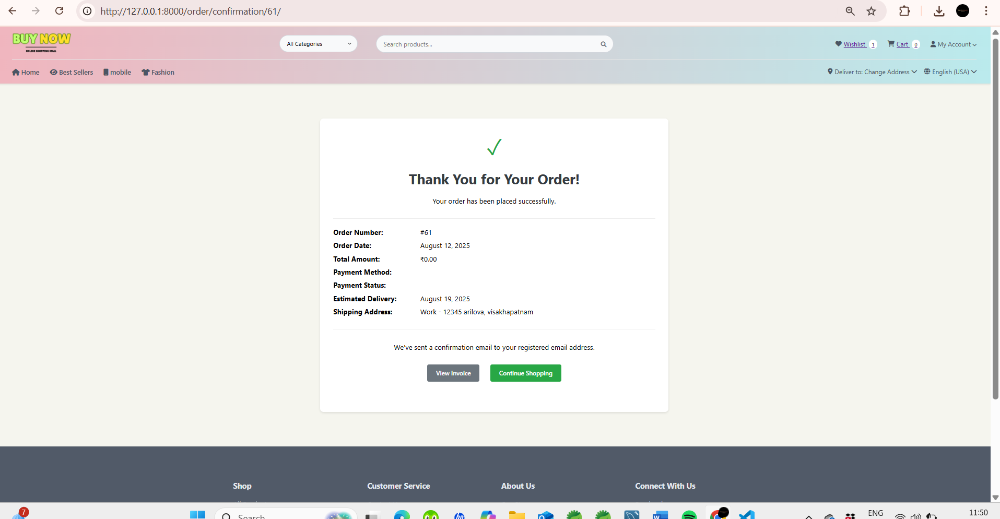 http://127.0.0.1:8000/order/confirmation/61/
BUY NOW
ONLINE SHOPPING MALL
All Categories
Search products...
Wishlist 1
Cart 0
My Account
Home
Best Sellers
mobile
Fashion
Deliver to: Change Address
English (USA)
Thank You for Your Order!
Your order has been placed successfully.
Order Number: #61
Order Date: August 12, 2025
Total Amount: ₹0.00
Payment Method:
Payment Status:
Estimated Delivery: August 19, 2025
Shipping Address: Work - 12345 arilova, visakhapatnam
We've sent a confirmation email to your registered email address.
View Invoice
Continue Shopping
Shop
Customer Service
About Us
Connect With Us
7
Search
ENG
11:50